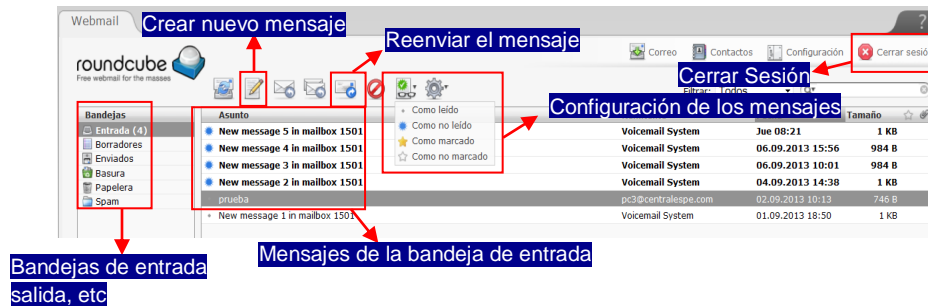 Webmail
Crear nuevo mensaje
?
Reenviar el mensaje
roundcube
Free webmail for the masses
Correo
Contactos
Configuración
Cerrar sesió
Cerrar Sesión
Filtrar: Todos
Configuración de los mensajes
Bandejas
Asunto
Tamaño
Como leído
Como no leído
Como marcado
Como no marcado
Entrada (4)
New message 5 in mailbox 1501
Voicemail System
Jue 08:21
1 KB
Borradores
New message 4 in mailbox 1501
Voicemail System
06.09.2013 15:56
984 B
Enviados
New message 3 in mailbox 1501
Voicemail System
06.09.2013 10:01
984 B
Basura
New message 2 in mailbox 1501
Voicemail System
04.09.2013 14:38
1 KB
Papelera
prueba
pc3@centralespe.com
02.09.2013 10:13
746 B
Spam
New message 1 in mailbox 1501
Voicemail System
01.09.2013 18:50
1 KB
Mensajes de la bandeja de entrada
Bandejas de entrada
salida, etc